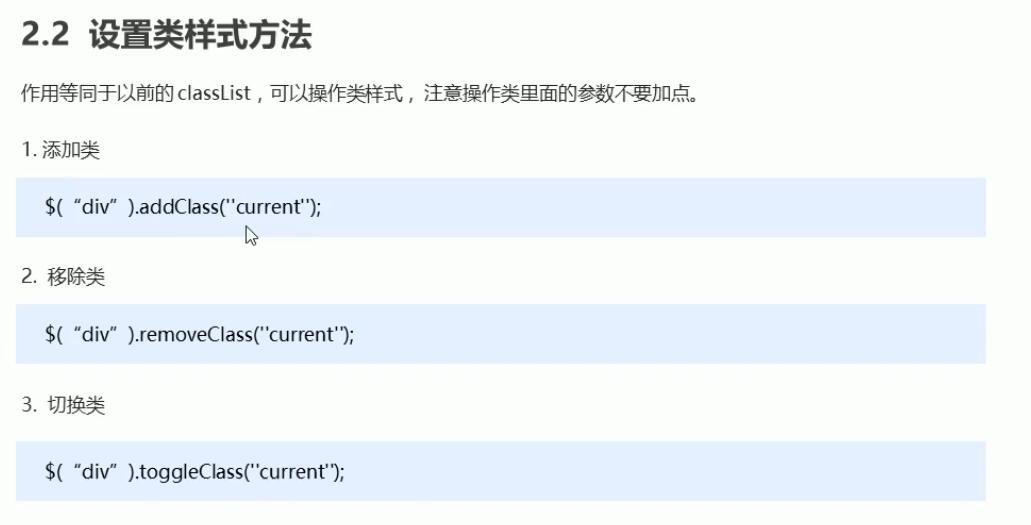 2.2 设置类样式方法
作用等同于以前的 classList，可以操作类样式， 注意操作类里面的参数不要加点。
1. 添加类
$(“div”).addClass(''current'');
2. 移除类
$(“div”).removeClass(''current'');
3. 切换类
$(“div”).toggleClass(''current'');